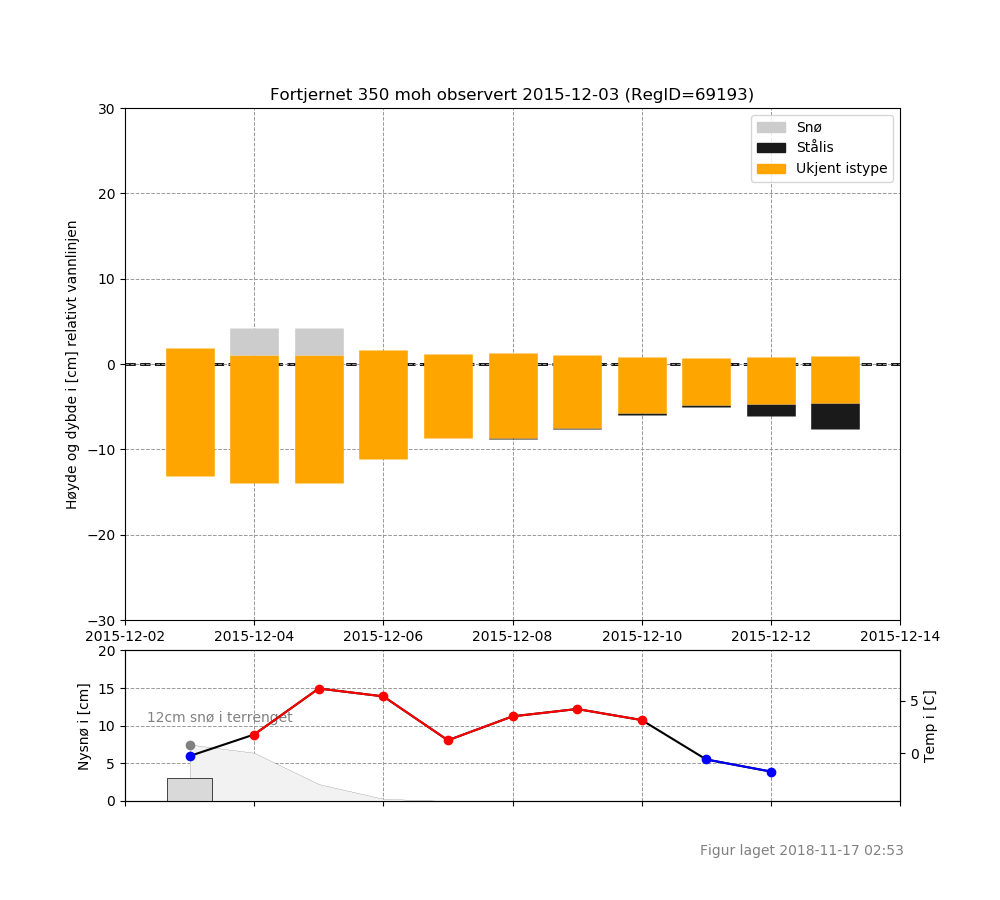 Fortjernet 350 moh observert 2015-12-03 (RegID=69193)
Høyde og dybde i [cm] relativt vannlinjen
30
20
10
0
−10
−20
−30
Snø
Stålis
Ukjent istype
2015-12-02
2015-12-04
2015-12-06
2015-12-08
2015-12-10
2015-12-12
2015-12-14
Nysnø i [cm]
20
15
10
5
0
12cm snø i terrenget
5
0
Temp i [C]
Figur laget 2018-11-17 02:53